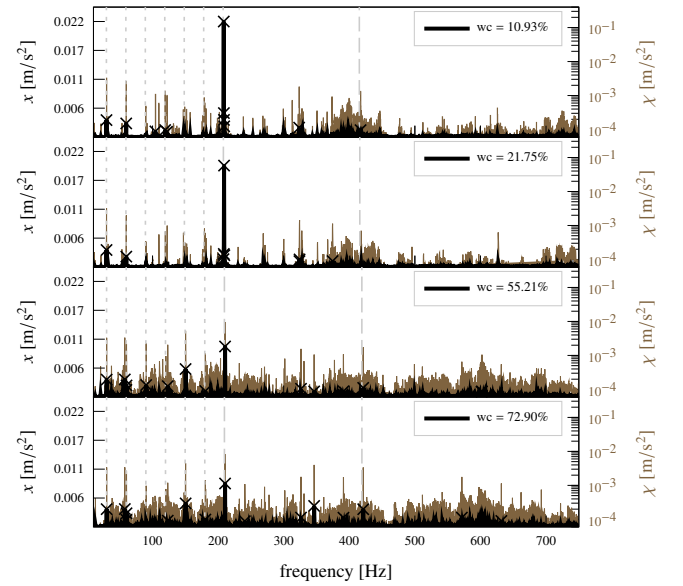 0.022
0.017
0.011
0.006
x [m/s²]
wc = 10.93%
10⁻¹
10⁻²
10⁻³
10⁻⁴
χ [m/s²]
0.022
0.017
0.011
0.006
x [m/s²]
wc = 21.75%
10⁻¹
10⁻²
10⁻³
10⁻⁴
χ [m/s²]
0.022
0.017
0.011
0.006
x [m/s²]
wc = 55.21%
10⁻¹
10⁻²
10⁻³
10⁻⁴
χ [m/s²]
0.022
0.017
0.011
0.006
x [m/s²]
wc = 72.90%
10⁻¹
10⁻²
10⁻³
10⁻⁴
χ [m/s²]
100 200 300 400 500 600 700
frequency [Hz]